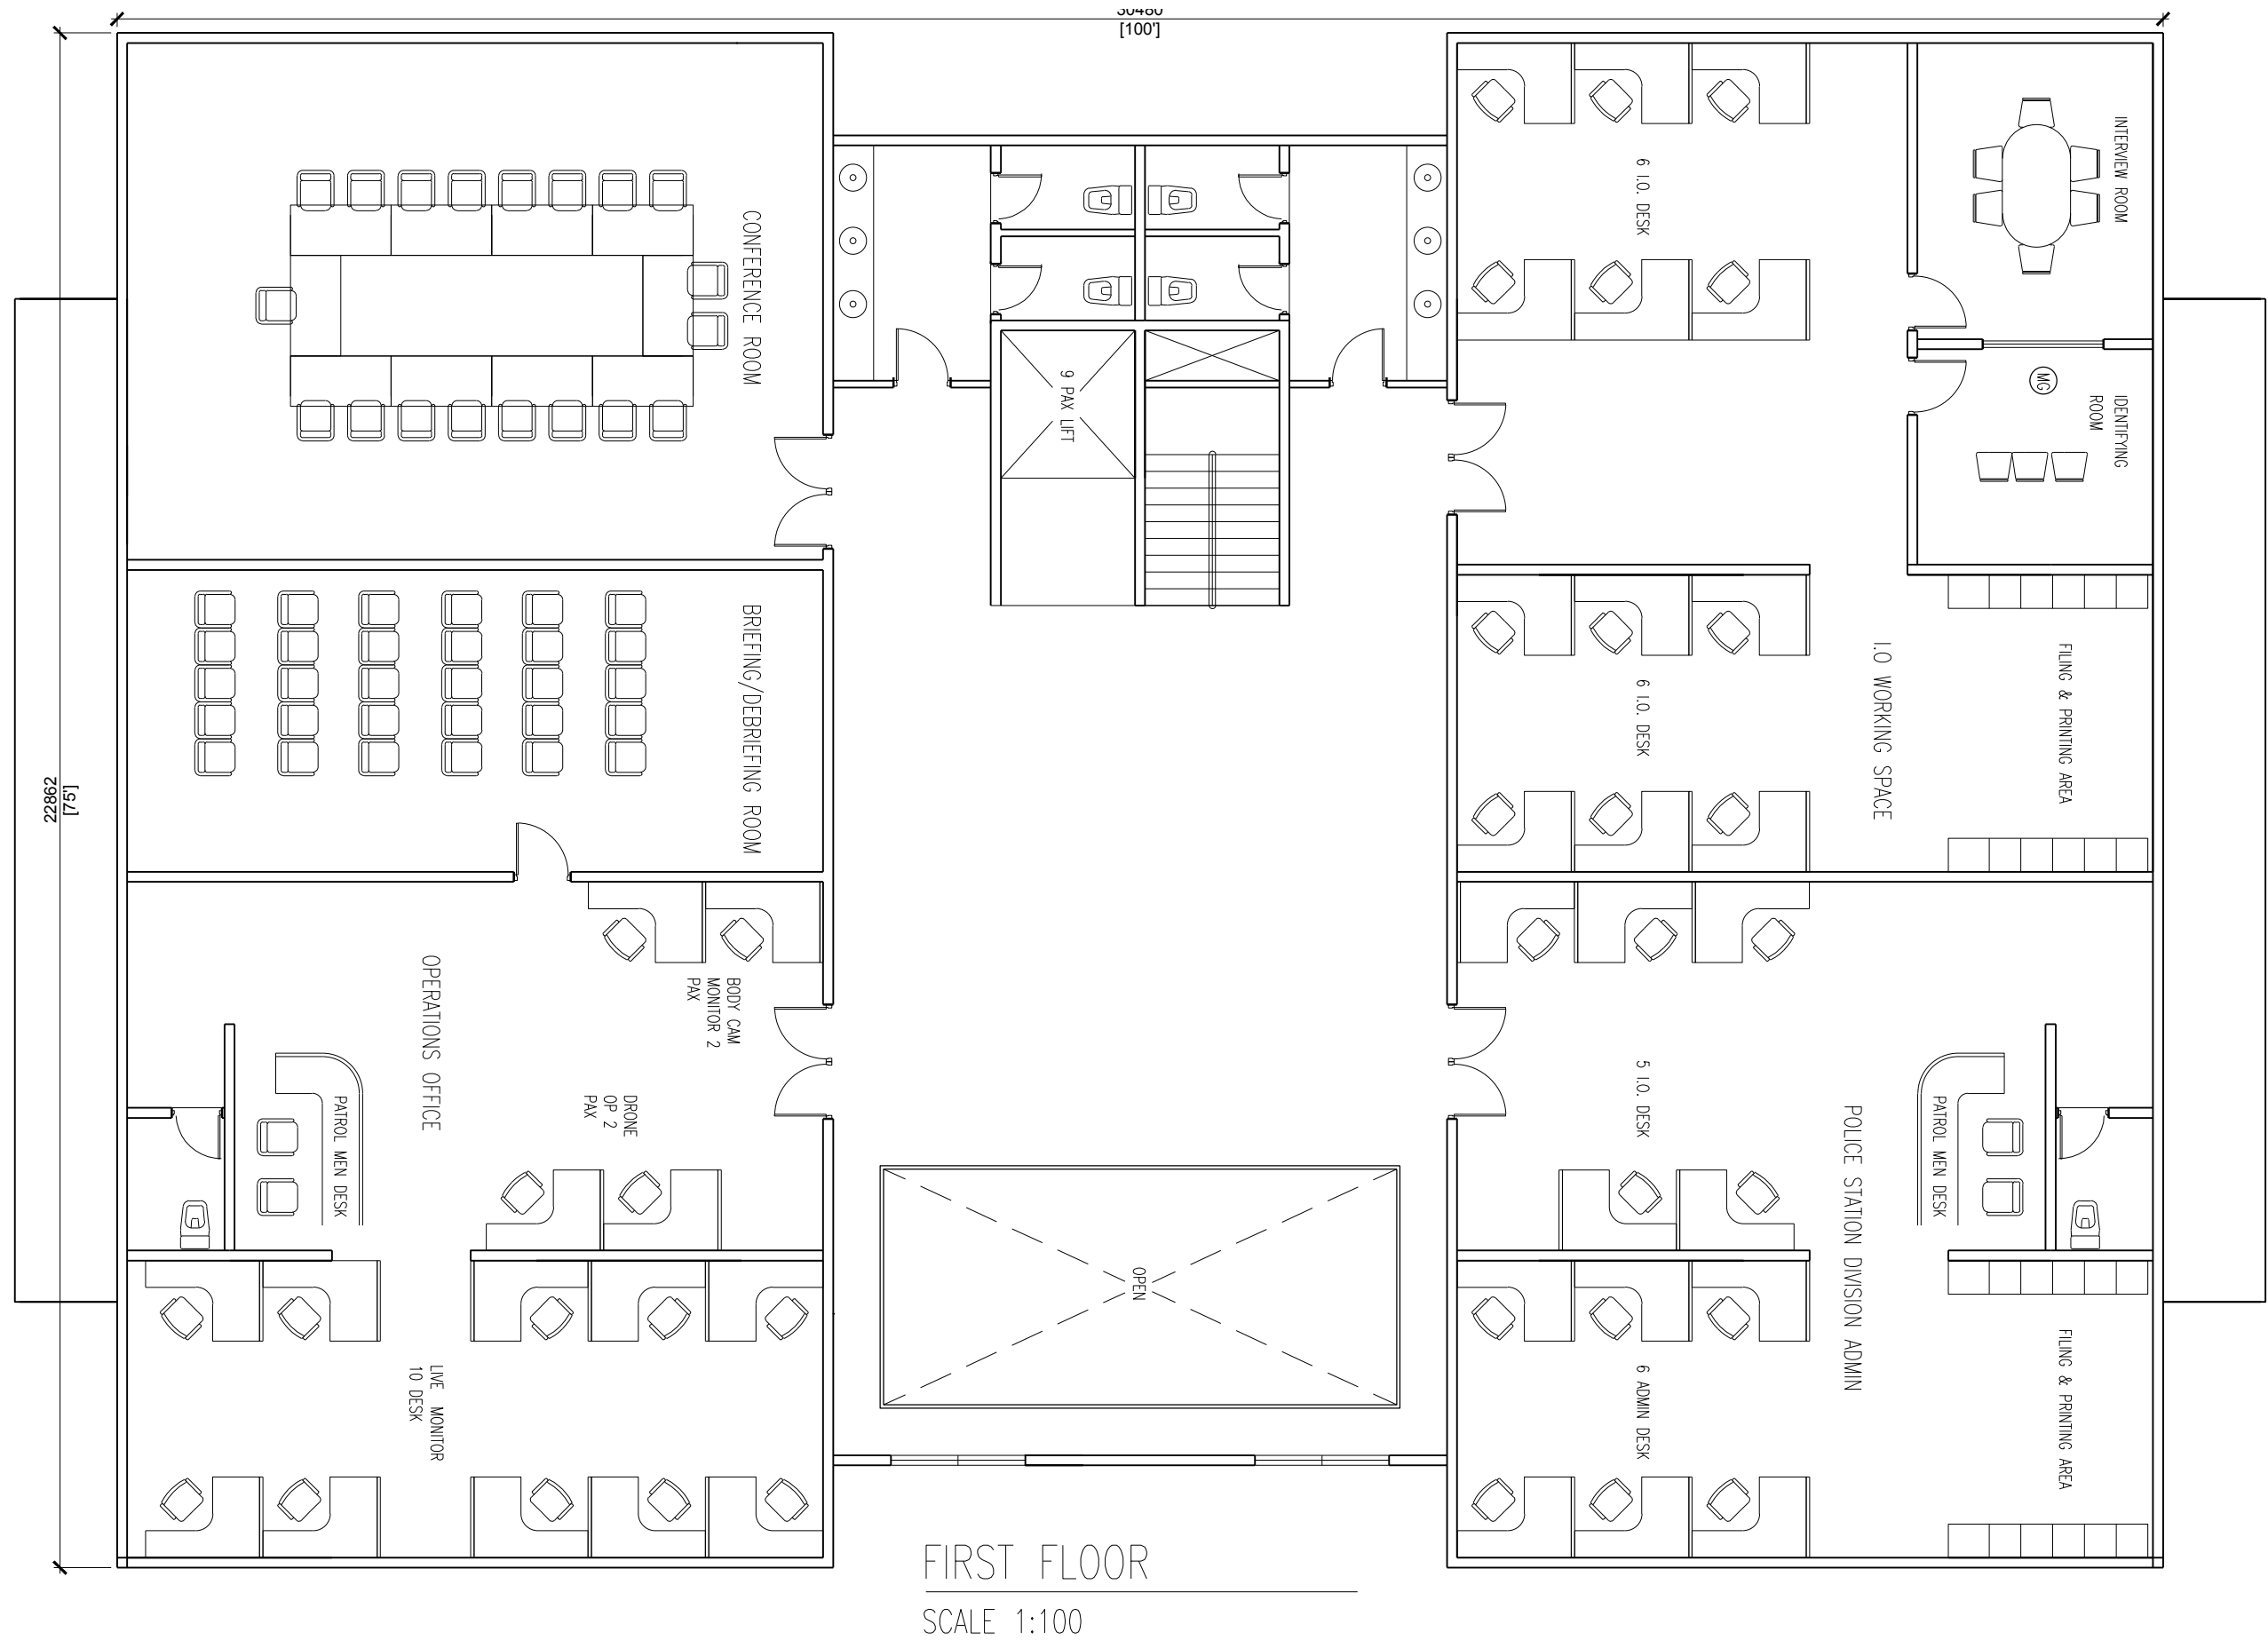 30480
[100']
22862
[75']
CONFERENCE ROOM
9 PAX LIFT
6 I.O. DESK
INTERVIEW ROOM
MG
IDENTIFYING
ROOM
BRIEFING/DEBRIEFING ROOM
6 I.O. DESK
I.O WORKING SPACE
FILING & PRINTING AREA
OPERATIONS OFFICE
BODY CAM
MONITOR 2
PAX
DRONE
OP 2
PAX
PATROL MEN DESK
5 I.O. DESK
POLICE STATION DIVISION ADMIN
PATROL MEN DESK
OPEN
LIVE MONITOR
10 DESK
6 ADMIN DESK
FILING & PRINTING AREA
FIRST FLOOR
SCALE 1:100